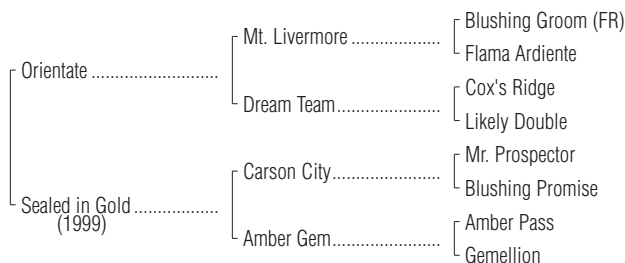 Blushing Groom (FR)
Mt. Livermore ....................
Flama Ardiente
Orientate ............................
Cox's Ridge
Dream Team.......................
Likely Double
Mr. Prospector
Carson City........................
Blushing Promise
Sealed in Gold ..................
(1999)
Amber Pass
Amber Gem.......................
Gemellion